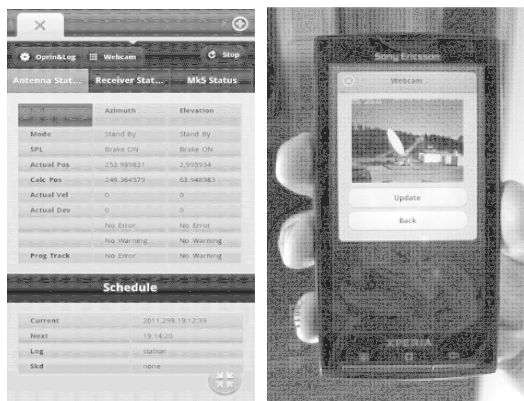 Oprin&Log Webcam Stop
Antenna Stat... Receiver Stat... Mk5 Status
Azimuth Elevation
Mode Stand By Stand By
SPL Brake ON Brake ON
Actual Pos 253.999831 2.995934
Calc Pos 249.364579 63.948983
Actual Vel 0 0
Actual Dev 0 0
No Error No Error
No Warning No Warning
Prog Track No Error No Warning
Schedule
Current 2011.299.19:12:39
Next 19:14:20
Log station
Skd none
Sony Ericsson
Webcam
Update
Back
XPERIA